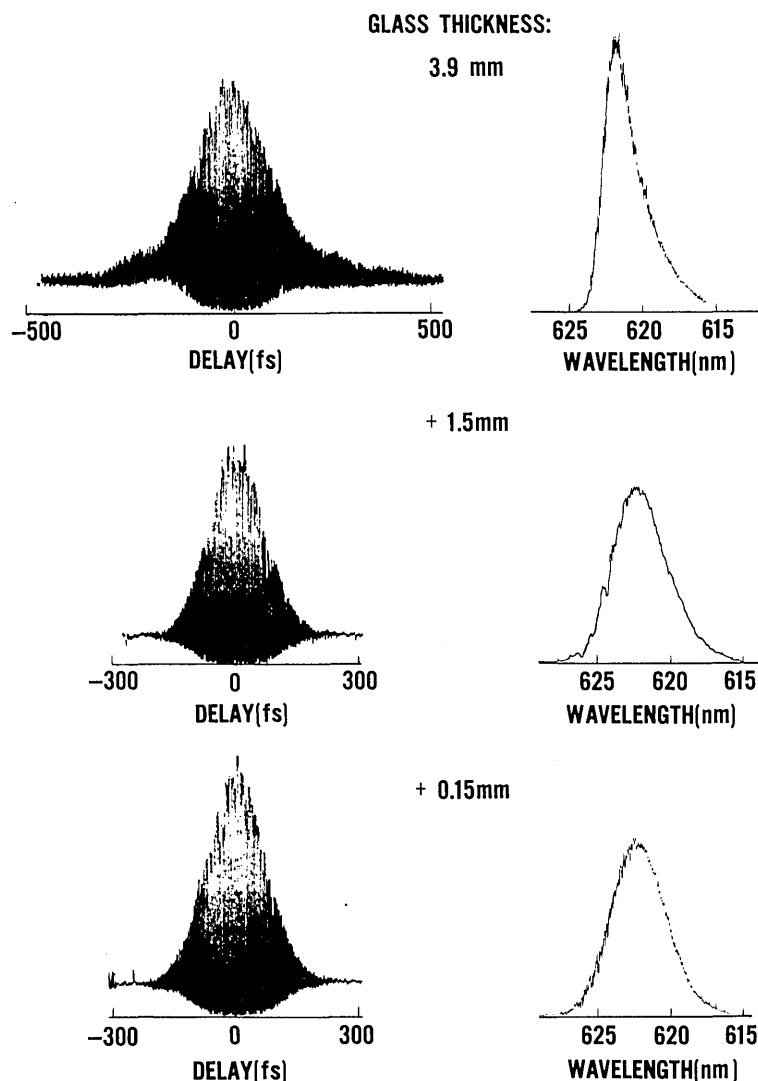 GLASS THICKNESS:
3.9 mm
−500 0 500
DELAY(fs)
625 620 615
WAVELENGTH(nm)
+ 1.5mm
−300 0 300
DELAY(fs)
625 620 615
WAVELENGTH(nm)
+ 0.15mm
−300 0 300
DELAY(fs)
625 620 615
WAVELENGTH(nm)